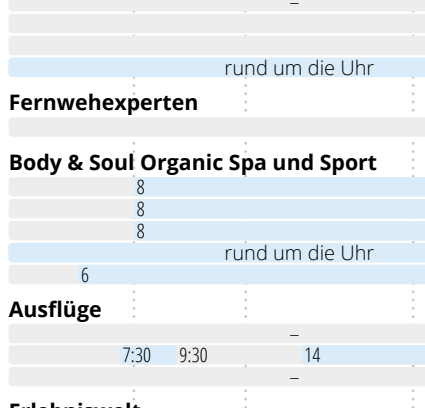 –
rund um die Uhr
Fernwehexperten
Body & Soul Organic Spa und Sport
8
8
8
rund um die Uhr
6
Ausflüge
–
7:30 9:30 14
–